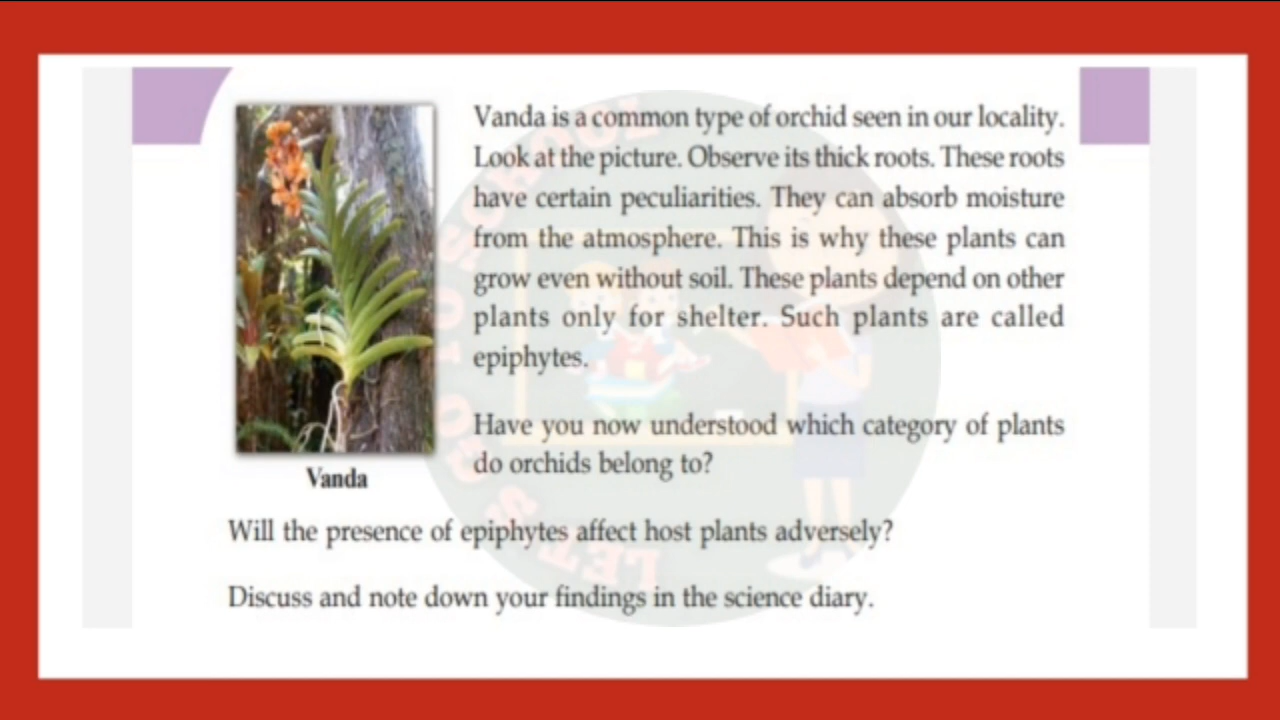 Vanda is a common type of orchid seen in our locality.
Look at the picture. Observe its thick roots. These roots
have certain peculiarities. They can absorb moisture
from the atmosphere. This is why these plants can
grow even without soil. These plants depend on other
plants only for shelter. Such plants are called
epiphytes.
Have you now understood which category of plants
do orchids belong to?
Vanda
Will the presence of epiphytes affect host plants adversely?
Discuss and note down your findings in the science diary.
LET'S GO TO SCHOOL